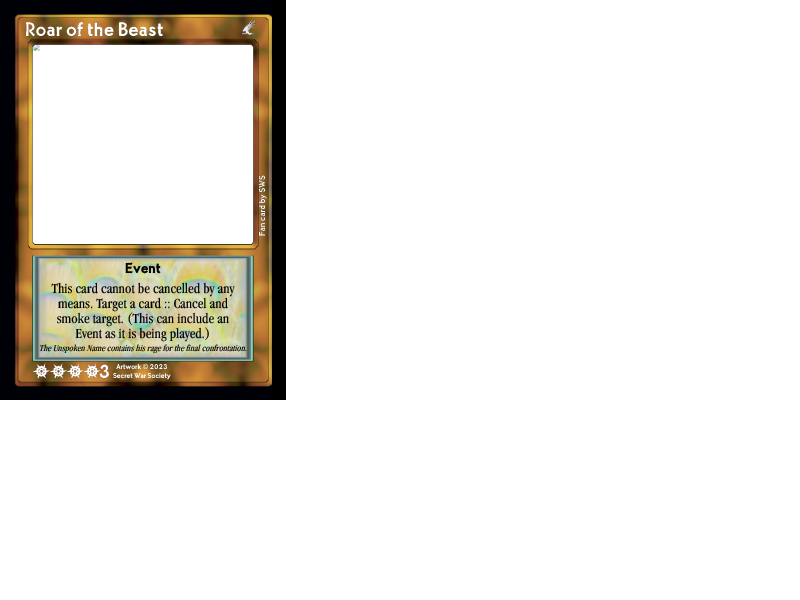 Roar of the Beast
Fan card by SWS
Event
This card cannot be cancelled by any
means. Target a card :: Cancel and
smoke target. (This can include an
Event as it is being played.)
The Unspoken Name contains his rage for the final confrontation.
3
Artwork © 2023
Secret War Society